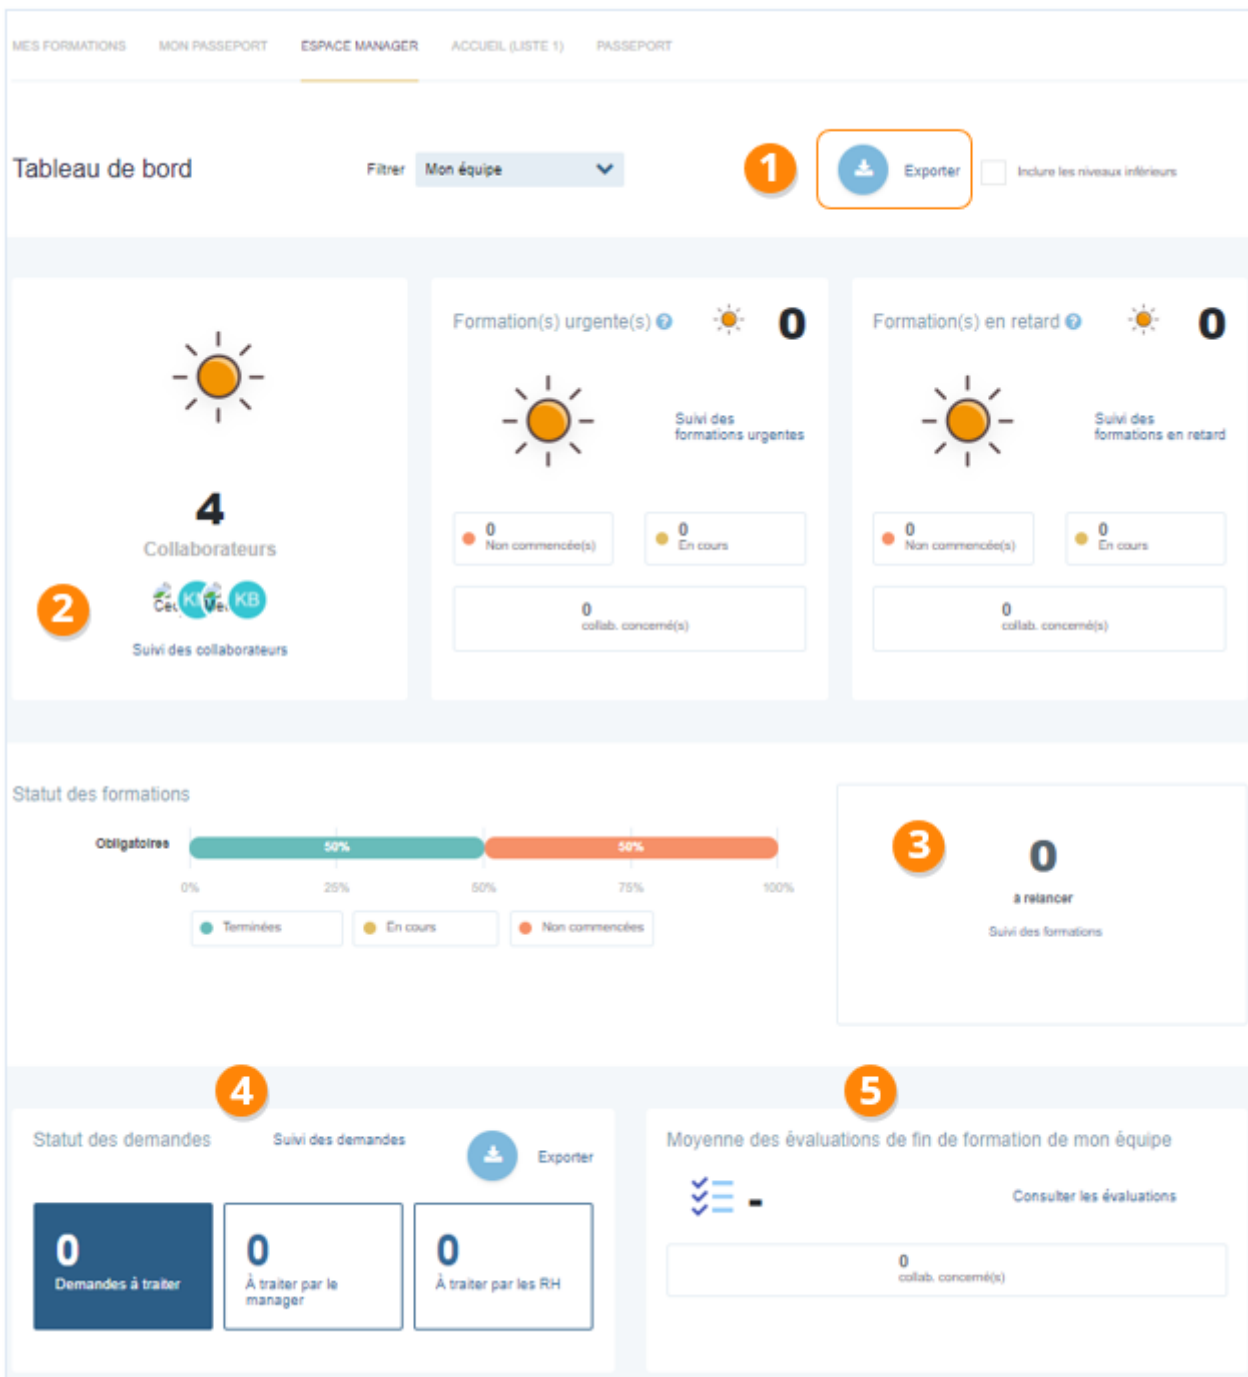 MES FORMATIONS MON PASSEPORT ESPACE MANAGER ACCUEIL (LISTE 1) PASSEPORT
Tableau de bord Filtrer Mon équipe 1 Exporter Inclure les niveaux inférieurs
Formation(s) urgente(s) ? 0
Formation(s) en retard ? 0
Suivi des
formations urgentes
Suivi des
formations en retard
4
Collaborateurs
2
KB
Suivi des collaborateurs
0
Non commencée(s)
0
En cours
0
collab. concerné(s)
0
Non commencée(s)
0
En cours
0
collab. concerné(s)
Statut des formations
Obligatoires 50% 50%
0% 25% 50% 75% 100%
Terminées En cours Non commencées
3
0
à relancer
Suivi des formations
4
Statut des demandes Suivi des demandes Exporter
0
Demandes à traiter
0
À traiter par le
manager
0
À traiter par les RH
5
Moyenne des évaluations de fin de formation de mon équipe
- Consulter les évaluations
0
collab. concerné(s)